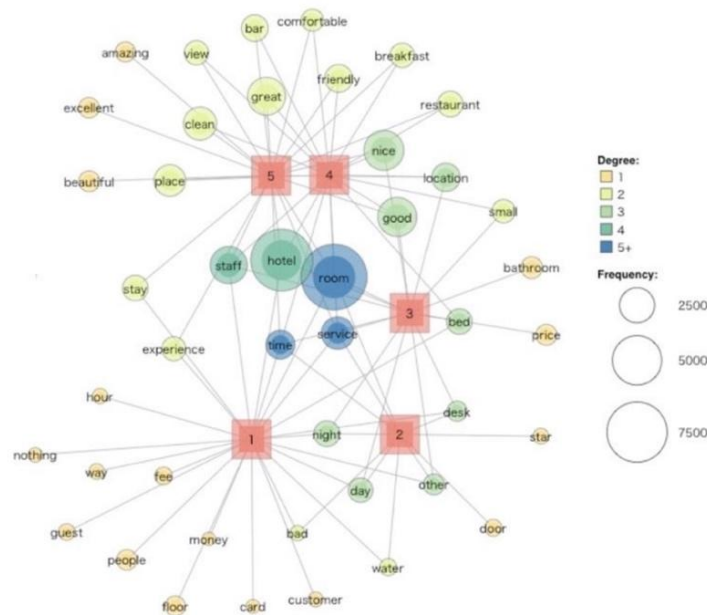 comfortable
bar
amazing
view
breakfast
friendly
great
excellent
restaurant
clean
nice
Degree:
1
2
3
4
5+
beautiful
place
5
4
location
good
small
staff
hotel
room
bathroom
Frequency:
2500
5000
7500
stay
3
bed
price
time
service
experience
hour
desk
nothing
1
night
2
star
way
fee
day
other
guest
money
bad
door
people
water
floor
card
customer